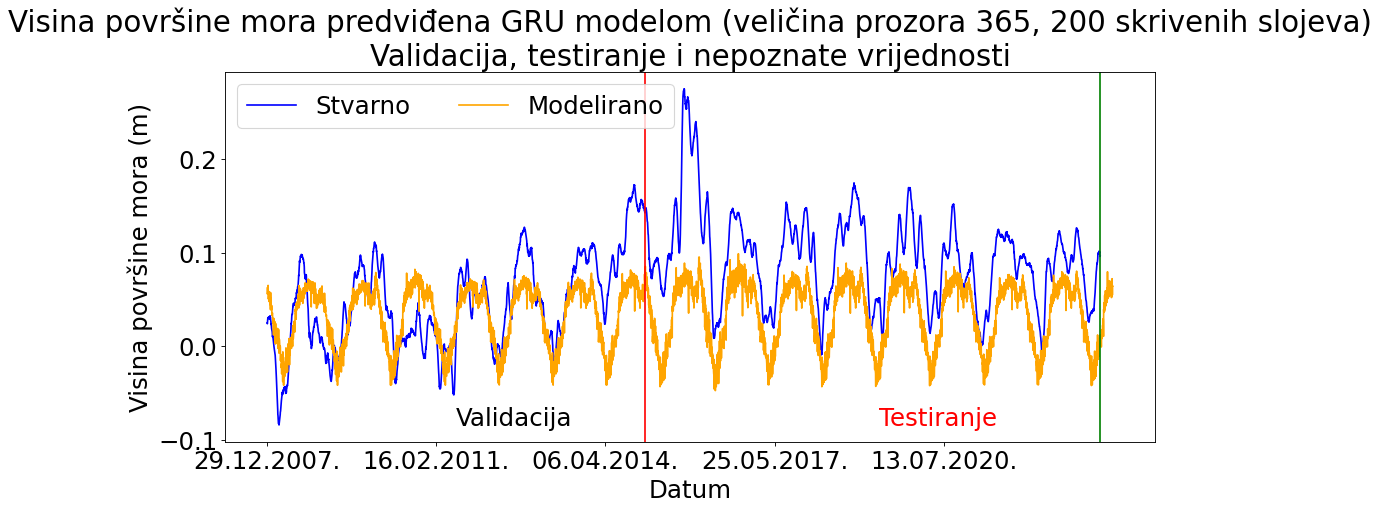 Visina površine mora predviđena GRU modelom (veličina prozora 365, 200 skrivenih slojeva)
Validacija, testiranje i nepoznate vrijednosti
Stvarno Modelirano
Visina površine mora (m)
0.2
0.1
0.0
−0.1
Validacija Testiranje
29.12.2007. 16.02.2011. 06.04.2014. 25.05.2017. 13.07.2020.
Datum